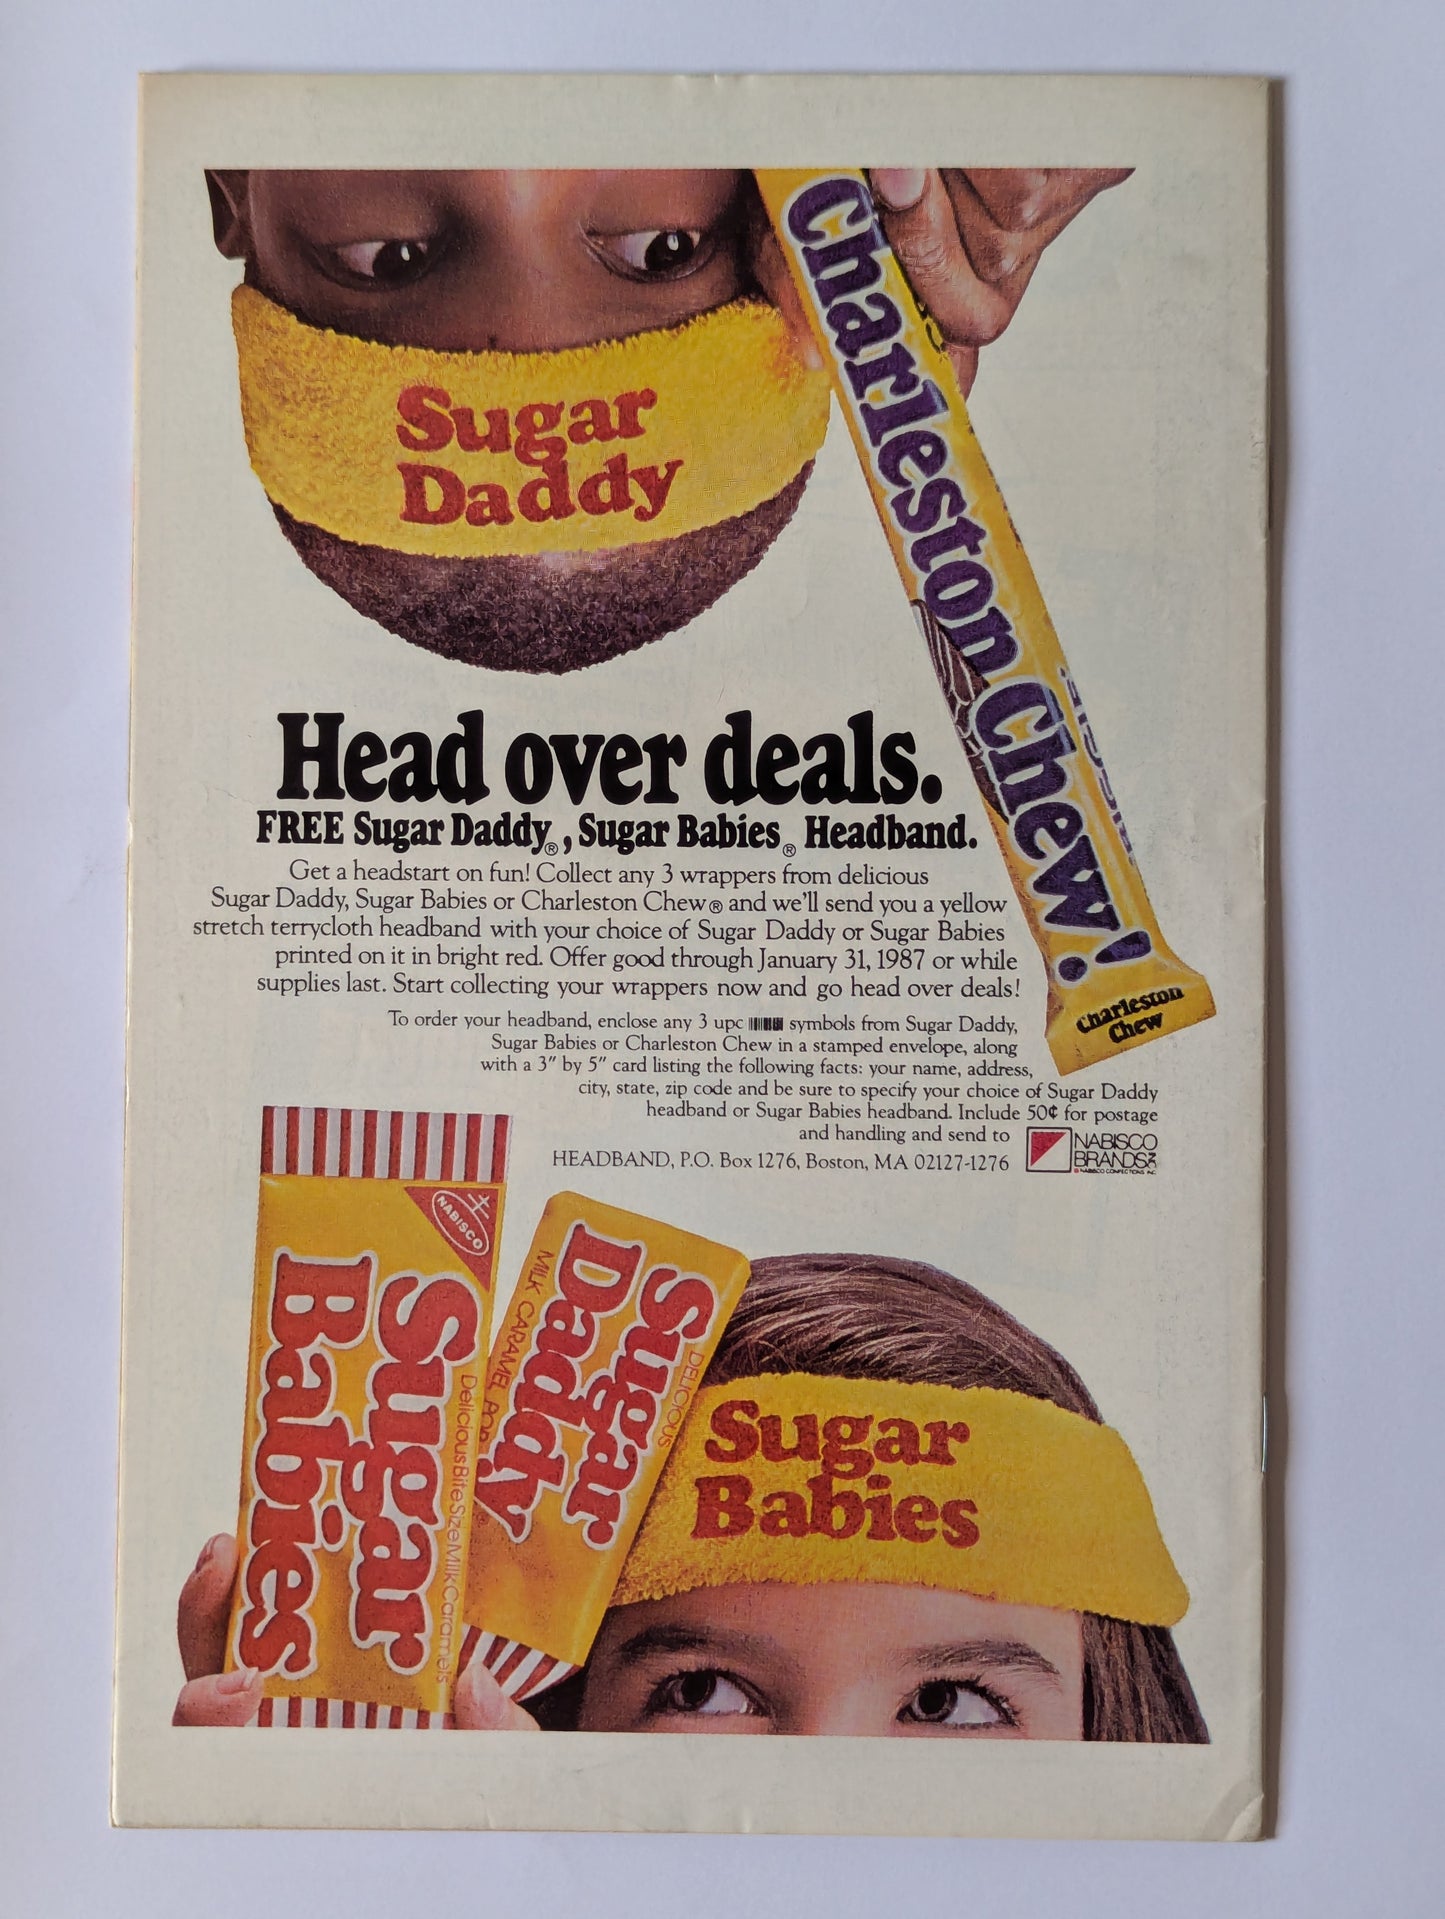 Sugar
Daddy
Charleston Chew!
Charleston
Chew
Head over deals.
FREE Sugar Daddy®, Sugar Babies® Headband.
Get a headstart on fun! Collect any 3 wrappers from delicious
Sugar Daddy, Sugar Babies or Charleston Chew® and we'll send you a yellow
stretch terrycloth headband with your choice of Sugar Daddy or Sugar Babies
printed on it in bright red. Offer good through January 31, 1987 or while
supplies last. Start collecting your wrappers now and go head over deals!
To order your headband, enclose any 3 upc symbols from Sugar Daddy,
Sugar Babies or Charleston Chew in a stamped envelope, along
with a 3″ by 5″ card listing the following facts: your name, address,
city, state, zip code and be sure to specify your choice of Sugar Daddy
headband or Sugar Babies headband. Include 50¢ for postage
and handling and send to
HEADBAND, P.O. Box 1276, Boston, MA 02127-1276
NABISCO
BRANDS INC
NABISCO CONFECTIONS INC.
NABISCO
Sugar
Babies
Delicious Bite Size Milk Caramels
DELICIOUS
Sugar
Daddy
MILK CARAMEL POP
Sugar
Babies